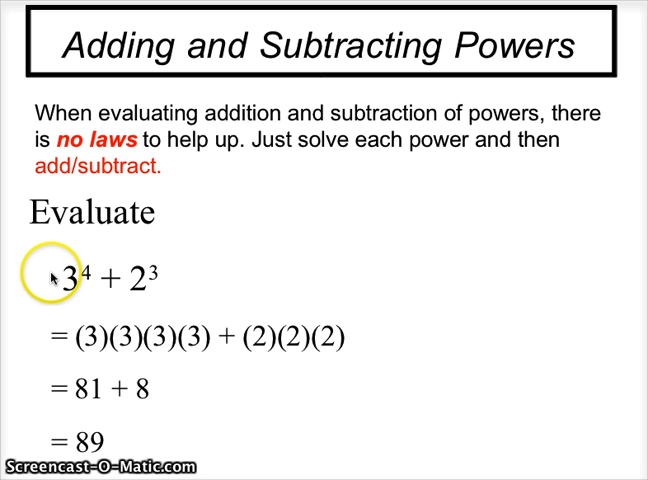 Adding and Subtracting Powers
When evaluating addition and subtraction of powers, there
is no laws to help up. Just solve each power and then
add/subtract.
Evaluate
3⁴ + 2³
= (3)(3)(3)(3) + (2)(2)(2)
= 81 + 8
= 89
Screencast-O-Matic.com